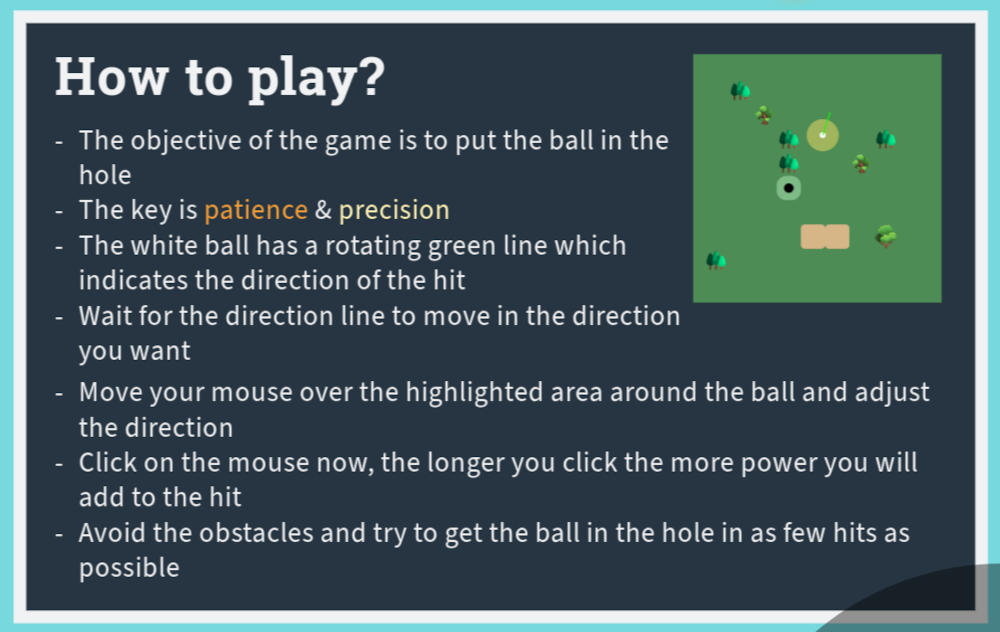 How to play?
- The objective of the game is to put the ball in the
hole
- The key is patience & precision
- The white ball has a rotating green line which
indicates the direction of the hit
- Wait for the direction line to move in the direction
you want
- Move your mouse over the highlighted area around the ball and adjust
the direction
- Click on the mouse now, the longer you click the more power you will
add to the hit
- Avoid the obstacles and try to get the ball in the hole in as few hits as
possible